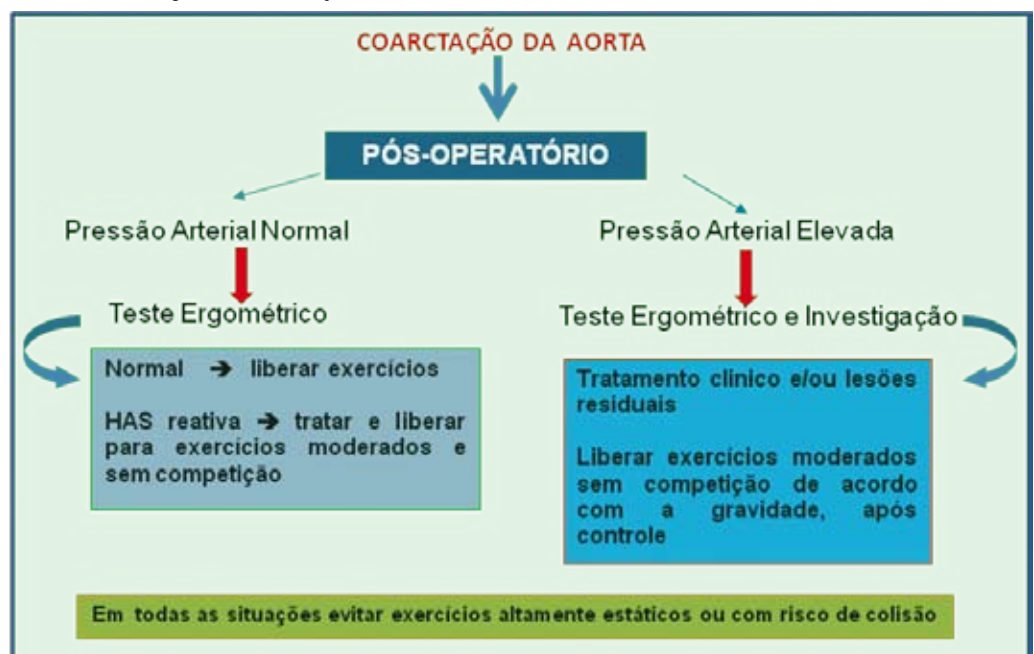 COARCTAÇÃO DA AORTA
PÓS-OPERATÓRIO
Pressão Arterial Normal
Teste Ergométrico
Normal ➔ liberar exercícios
HAS reativa ➔ tratar e liberar
para exercícios moderados e
sem competição
Pressão Arterial Elevada
Teste Ergométrico e Investigação
Tratamento clinico e/ou lesões
residuais
Liberar exercícios moderados
sem competição de acordo
com a gravidade, após
controle
Em todas as situações evitar exercícios altamente estáticos ou com risco de colisão